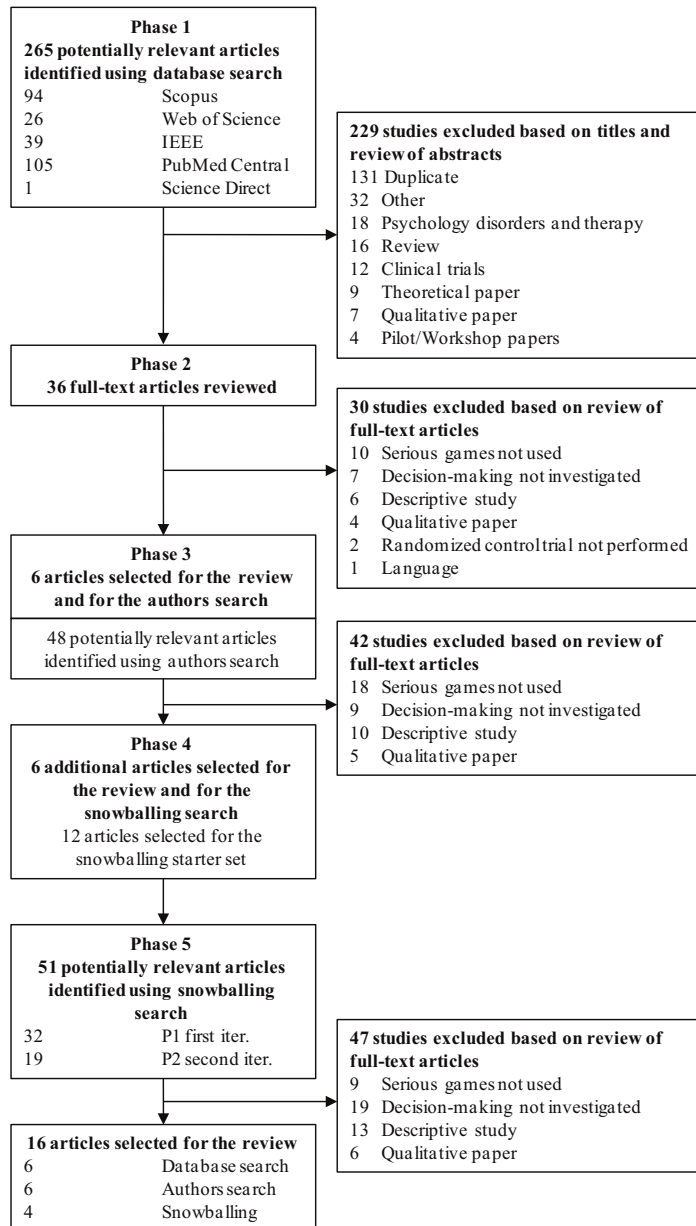 Phase 1
265 potentially relevant articles
identified using database search
94 Scopus
26 Web of Science
39 IEEE
105 PubMed Central
1 Science Direct
229 studies excluded based on titles and
review of abstracts
131 Duplicate
32 Other
18 Psychology disorders and therapy
16 Review
12 Clinical trials
9 Theoretical paper
7 Qualitative paper
4 Pilot/Workshop papers
Phase 2
36 full-text articles reviewed
30 studies excluded based on review of
full-text articles
10 Serious games not used
7 Decision-making not investigated
6 Descriptive study
4 Qualitative paper
2 Randomized control trial not performed
1 Language
Phase 3
6 articles selected for the review
and for the authors search
48 potentially relevant articles
identified using authors search
42 studies excluded based on review of
full-text articles
18 Serious games not used
9 Decision-making not investigated
10 Descriptive study
5 Qualitative paper
Phase 4
6 additional articles selected for
the review and for the
snowballing search
12 articles selected for the
snowballing starter set
Phase 5
51 potentially relevant articles
identified using snowballing
search
32 P1 first iter.
19 P2 second iter.
47 studies excluded based on review of
full-text articles
9 Serious games not used
19 Decision-making not investigated
13 Descriptive study
6 Qualitative paper
16 articles selected for the review
6 Database search
6 Authors search
4 Snowballing